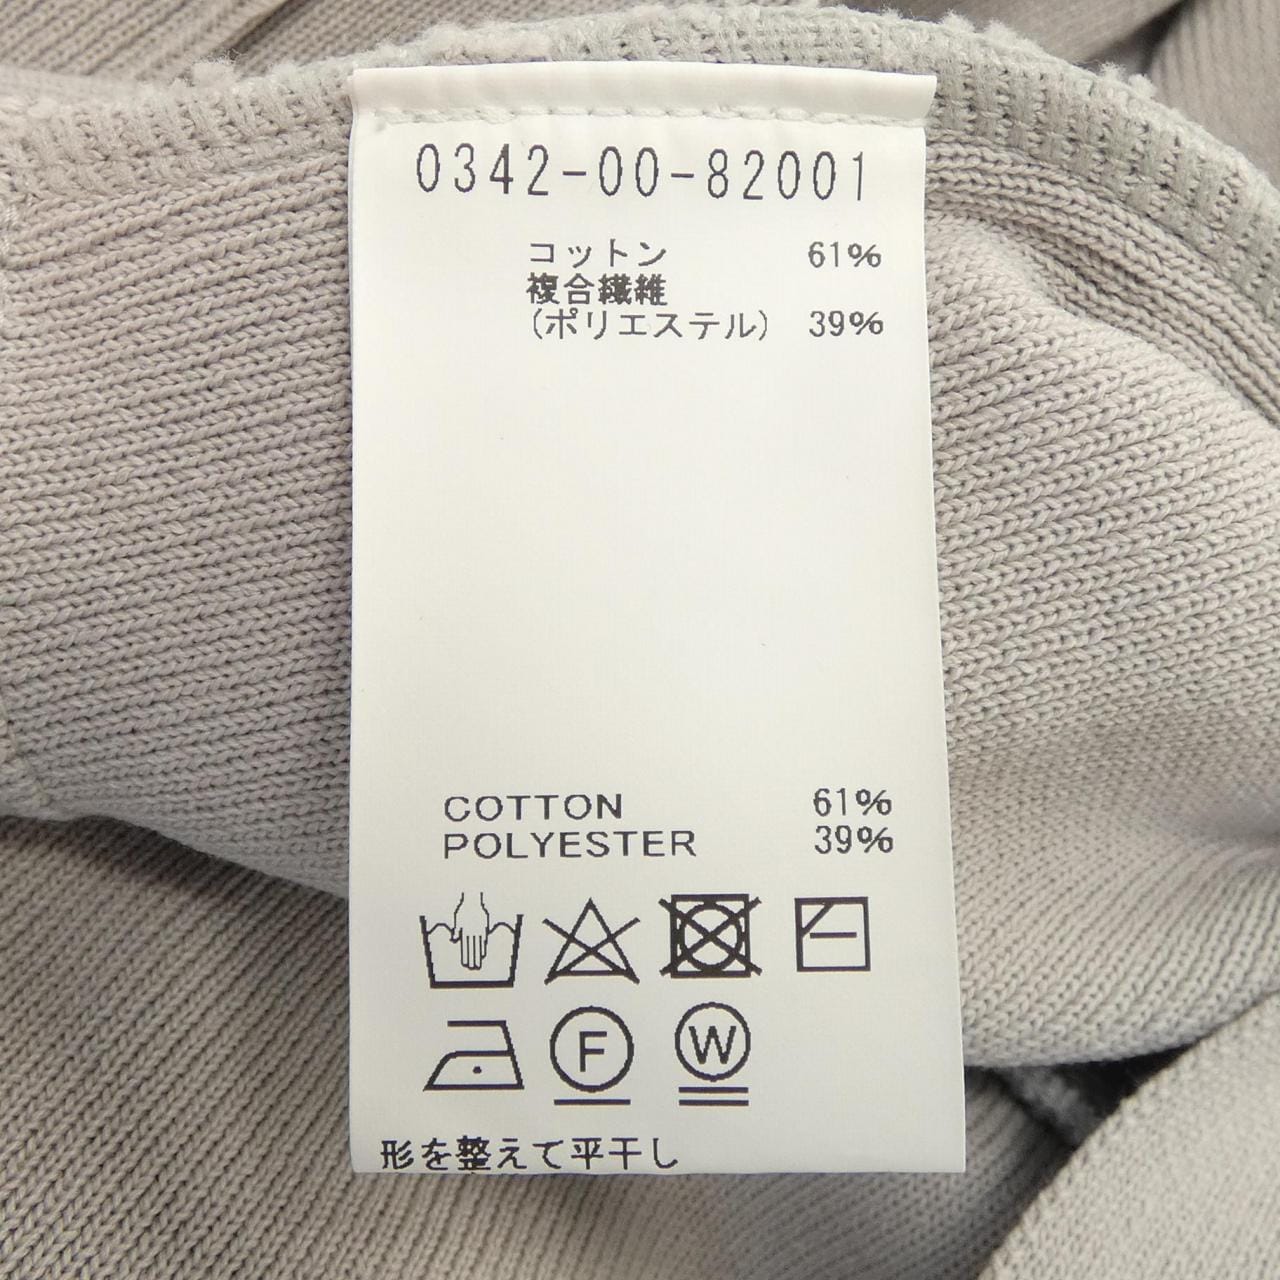 0342-00-82001
コットン 61%
複合繊維
(ポリエステル) 39%
COTTON 61%
POLYESTER 39%
F W
形を整えて平干し